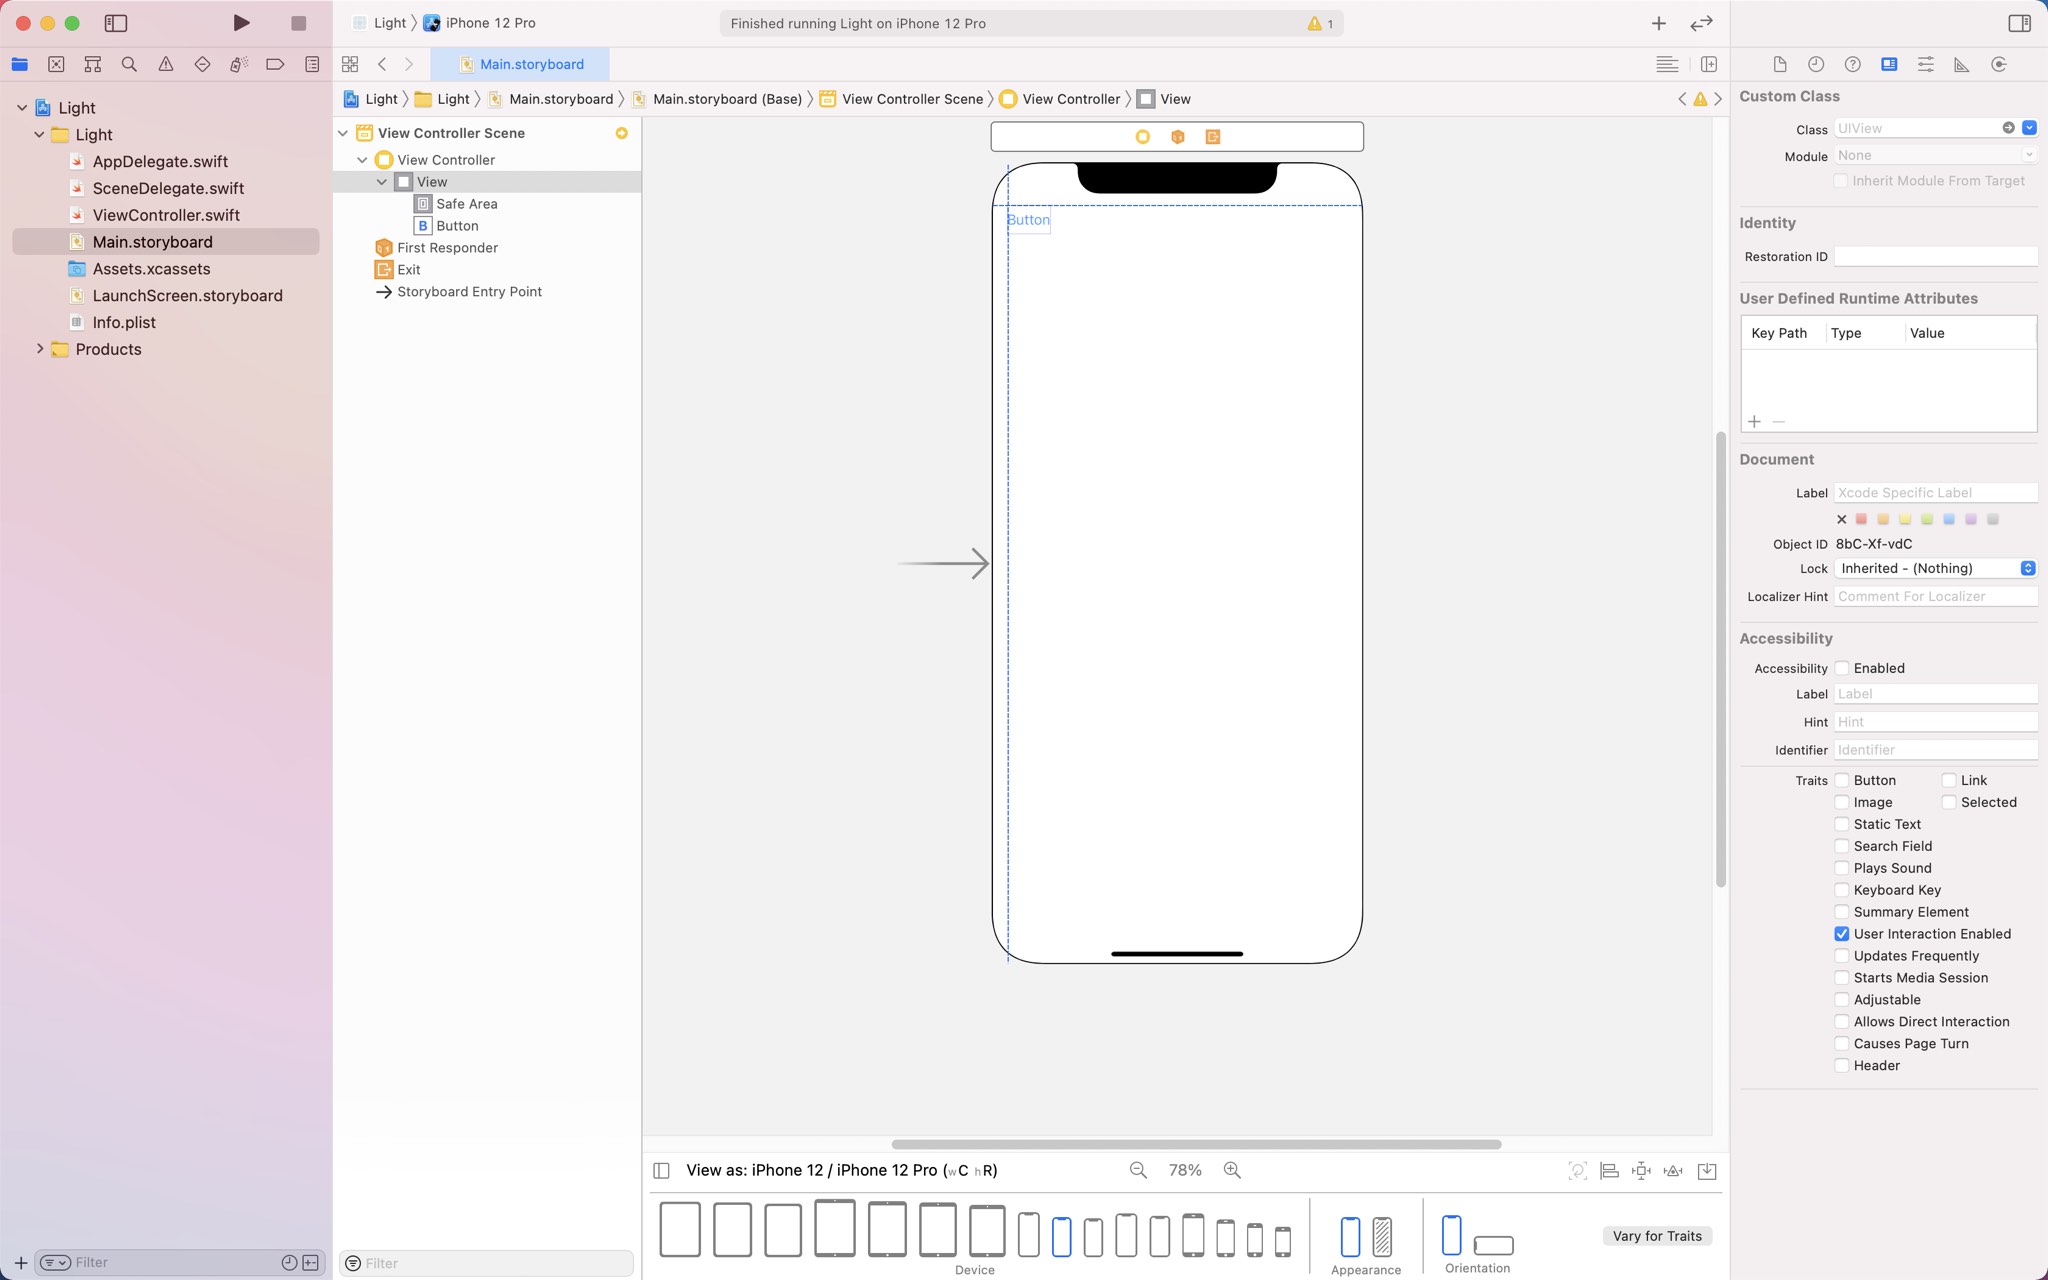 Light
iPhone 12 Pro
Finished running Light on iPhone 12 Pro
1
Main.storyboard
Light
Light
Main.storyboard
Main.storyboard (Base)
View Controller Scene
View Controller
View
Light
Light
AppDelegate.swift
SceneDelegate.swift
ViewController.swift
Main.storyboard
Assets.xcassets
LaunchScreen.storyboard
Info.plist
Products
Filter
View Controller Scene
View Controller
View
Safe Area
B Button
First Responder
Exit
Storyboard Entry Point
Filter
Button
View as: iPhone 12 / iPhone 12 Pro (wC hR)
78%
Device
Appearance
Orientation
Vary for Traits
Custom Class
Class UIView
Module None
Inherit Module From Target
Identity
Restoration ID
User Defined Runtime Attributes
Key Path Type Value
Document
Label Xcode Specific Label
Object ID 8bC-Xf-vdC
Lock Inherited - (Nothing)
Localizer Hint Comment For Localizer
Accessibility
Accessibility Enabled
Label Label
Hint Hint
Identifier Identifier
Traits Button Link
Image Selected
Static Text
Search Field
Plays Sound
Keyboard Key
Summary Element
User Interaction Enabled
Updates Frequently
Starts Media Session
Adjustable
Allows Direct Interaction
Causes Page Turn
Header